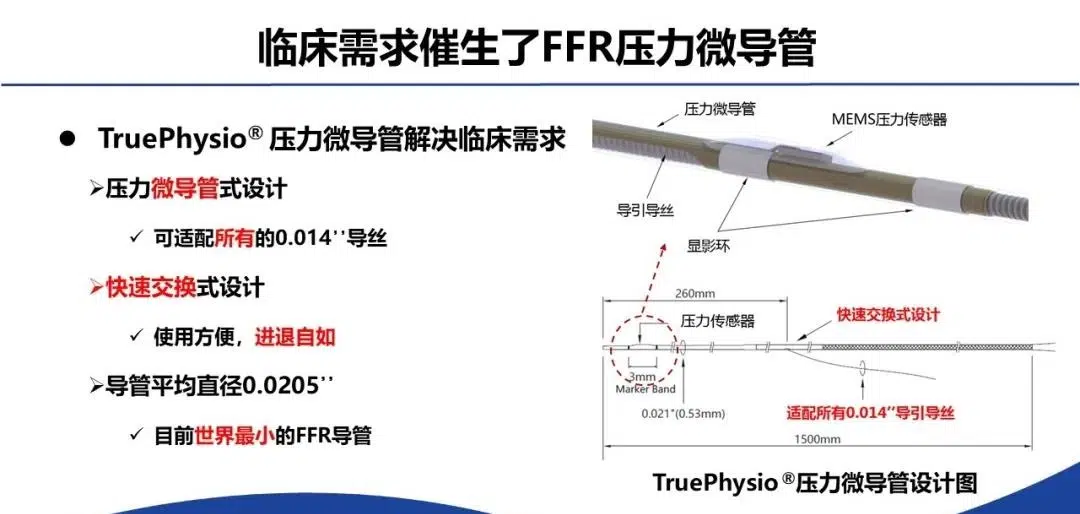 临床需求催生了FFR压力微导管
● TruePhysio® 压力微导管解决临床需求
➢压力微导管式设计
✓ 可适配所有的0.014’’导丝
➢快速交换式设计
✓ 使用方便，进退自如
➢导管平均直径0.0205’’
✓ 目前世界最小的FFR导管
压力微导管
MEMS压力传感器
导引导丝
显影环
260mm
压力传感器
快速交换式设计
3mm
Marker Band
0.021"(0.53mm)
适配所有0.014”导引导丝
1500mm
TruePhysio®压力微导管设计图